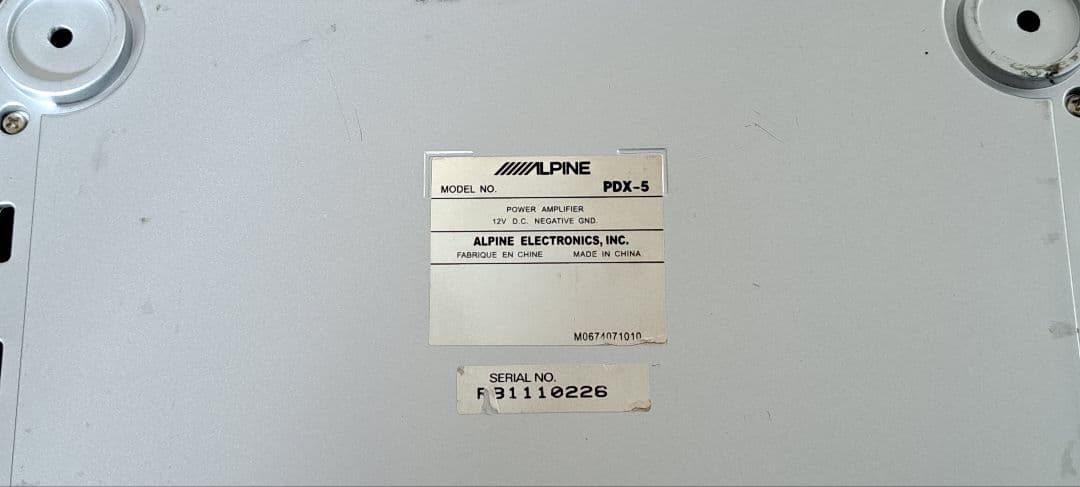 ALPINE
MODEL NO. PDX-5
POWER AMPLIFIER
12V D.C. NEGATIVE GND.
ALPINE ELECTRONICS, INC.
FABRIQUE EN CHINE MADE IN CHINA
M0674071010
SERIAL NO.
31110226